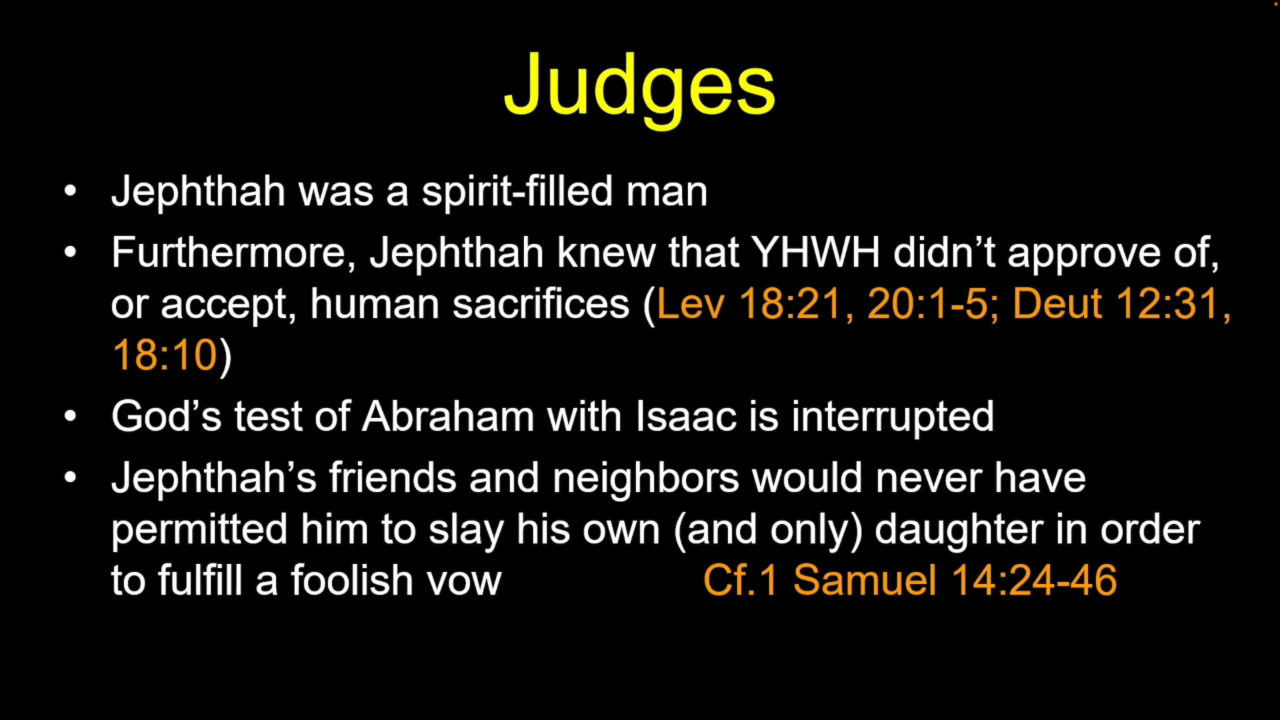 Judges
• Jephthah was a spirit-filled man
• Furthermore, Jephthah knew that YHWH didn’t approve of,
or accept, human sacrifices (Lev 18:21, 20:1-5; Deut 12:31,
18:10)
• God’s test of Abraham with Isaac is interrupted
• Jephthah’s friends and neighbors would never have
permitted him to slay his own (and only) daughter in order
to fulfill a foolish vow Cf.1 Samuel 14:24-46